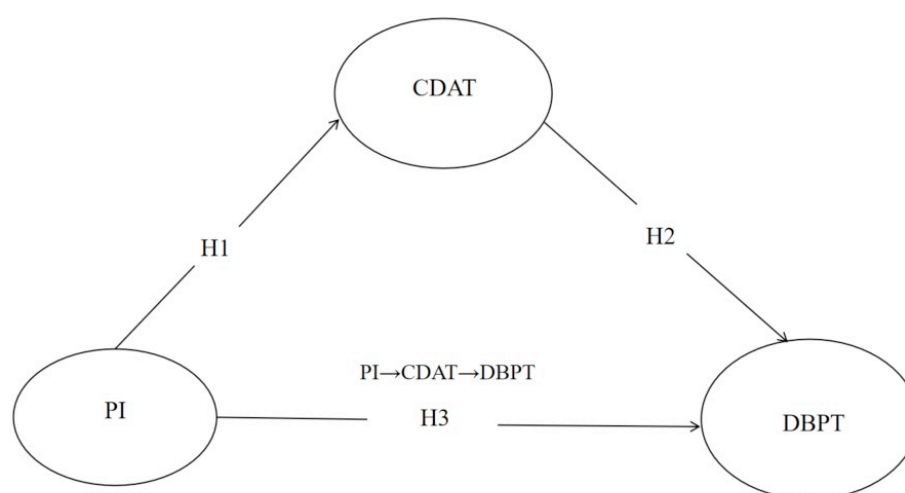 CDAT
H1
H2
PI→CDAT→DBPT
PI
H3
DBPT